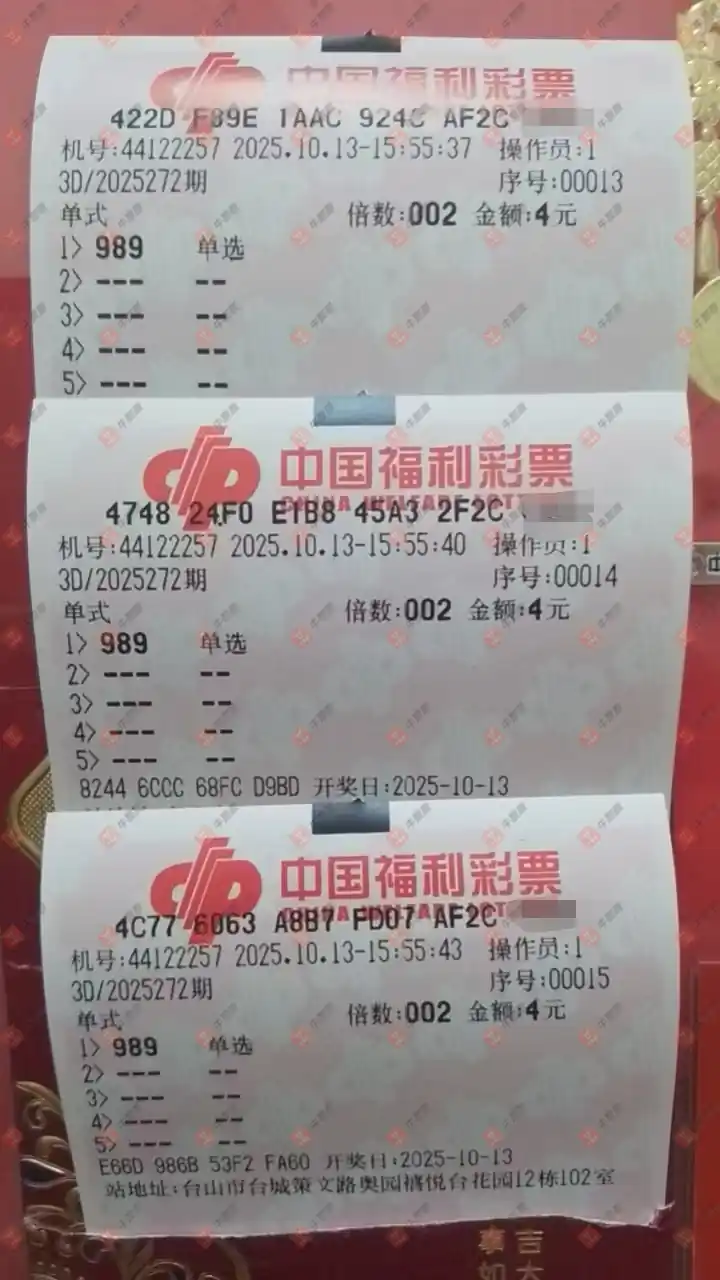 中国福利彩票
422D F89E 1AAC 924C AF2C
机号:44122257 2025.10.13-15:55:37 操作员:1
3D/2025272期 序号:00013
单式 倍数:002 金额:4元
1> 989 单选
2> --- --
3> --- --
4> --- --
5> --- --
中国福利彩票
CHINA WELFARE LOTT
4748 24F0 E1B8 45A3 2F2C
机号:44122257 2025.10.13-15:55:40 操作员:1
3D/2025272期 序号:00014
单式 倍数:002 金额:4元
1> 989 单选
2> --- --
3> --- --
4> --- --
5> --- --
8244 6CCC 68FC D9BD 开奖日:2025-10-13
中国福利彩票
CHINA WELFARE LOT
4C77 6063 A8B7 FD07 AF2C
机号:44122257 2025.10.13-15:55:43 操作员:1
3D/2025272期 序号:00015
单式 倍数:002 金额:4元
1> 989 单选
2> --- --
3> --- --
4> --- --
5> --- --
E66D 986B 53F2 FA60 开奖日:2025-10-13
站地址:台山市台城策文路奥园禧悦台花园12栋102室
吉
事大
如